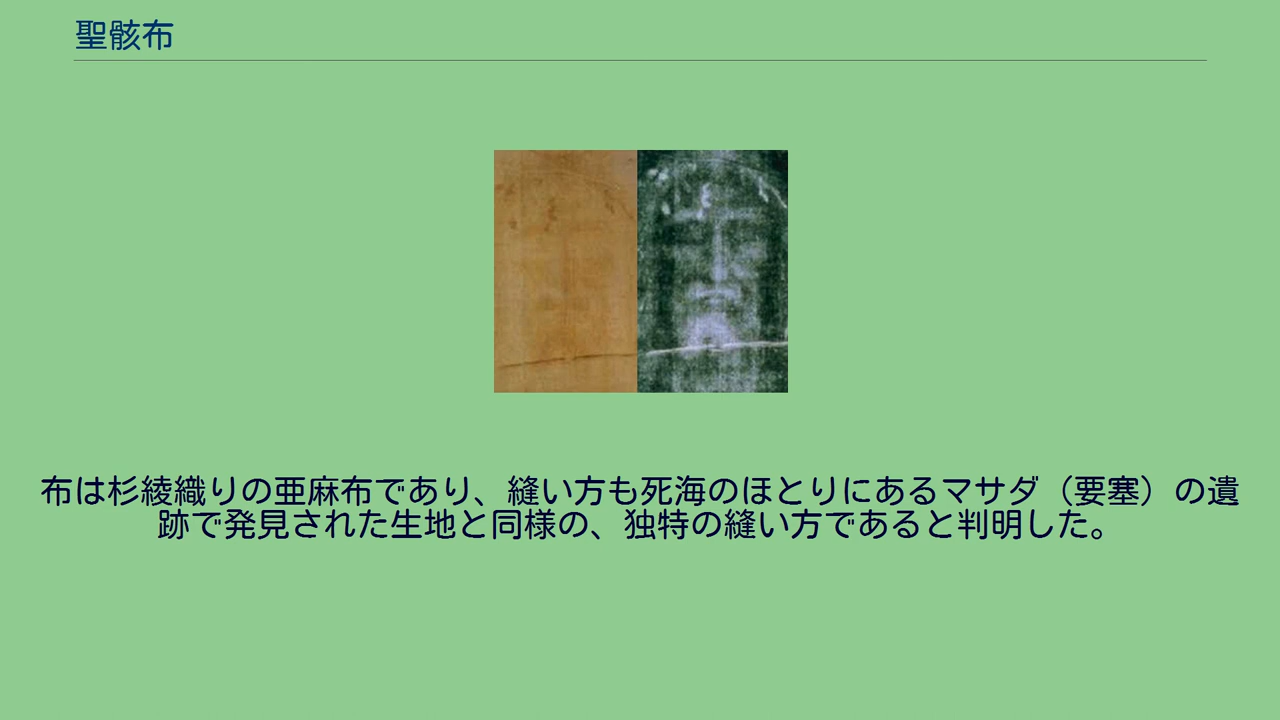 聖骸布
布は杉綾織りの亜麻布であり、縫い方も死海のほとりにあるマサダ（要塞）の遺
跡で発見された生地と同様の、独特の縫い方であると判明した。